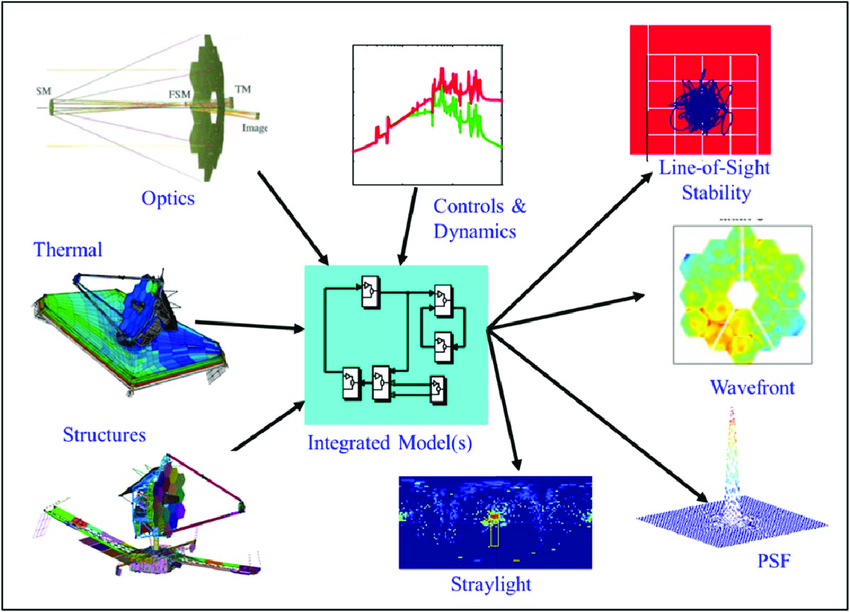 SM
FSM
TM
Image
Optics
Controls &
Dynamics
Line-of-Sight
Stability
Thermal
Wavefront
Structures
Integrated Model(s)
Straylight
PSF